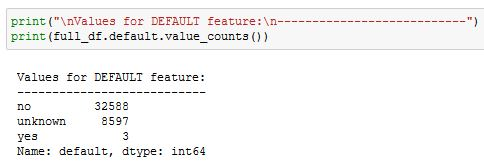 print("\nValues for DEFAULT feature:\n---------------------------")
print(full_df.default.value_counts())
Values for DEFAULT feature:
---------------------------
no         32588
unknown     8597
yes            3
Name: default, dtype: int64